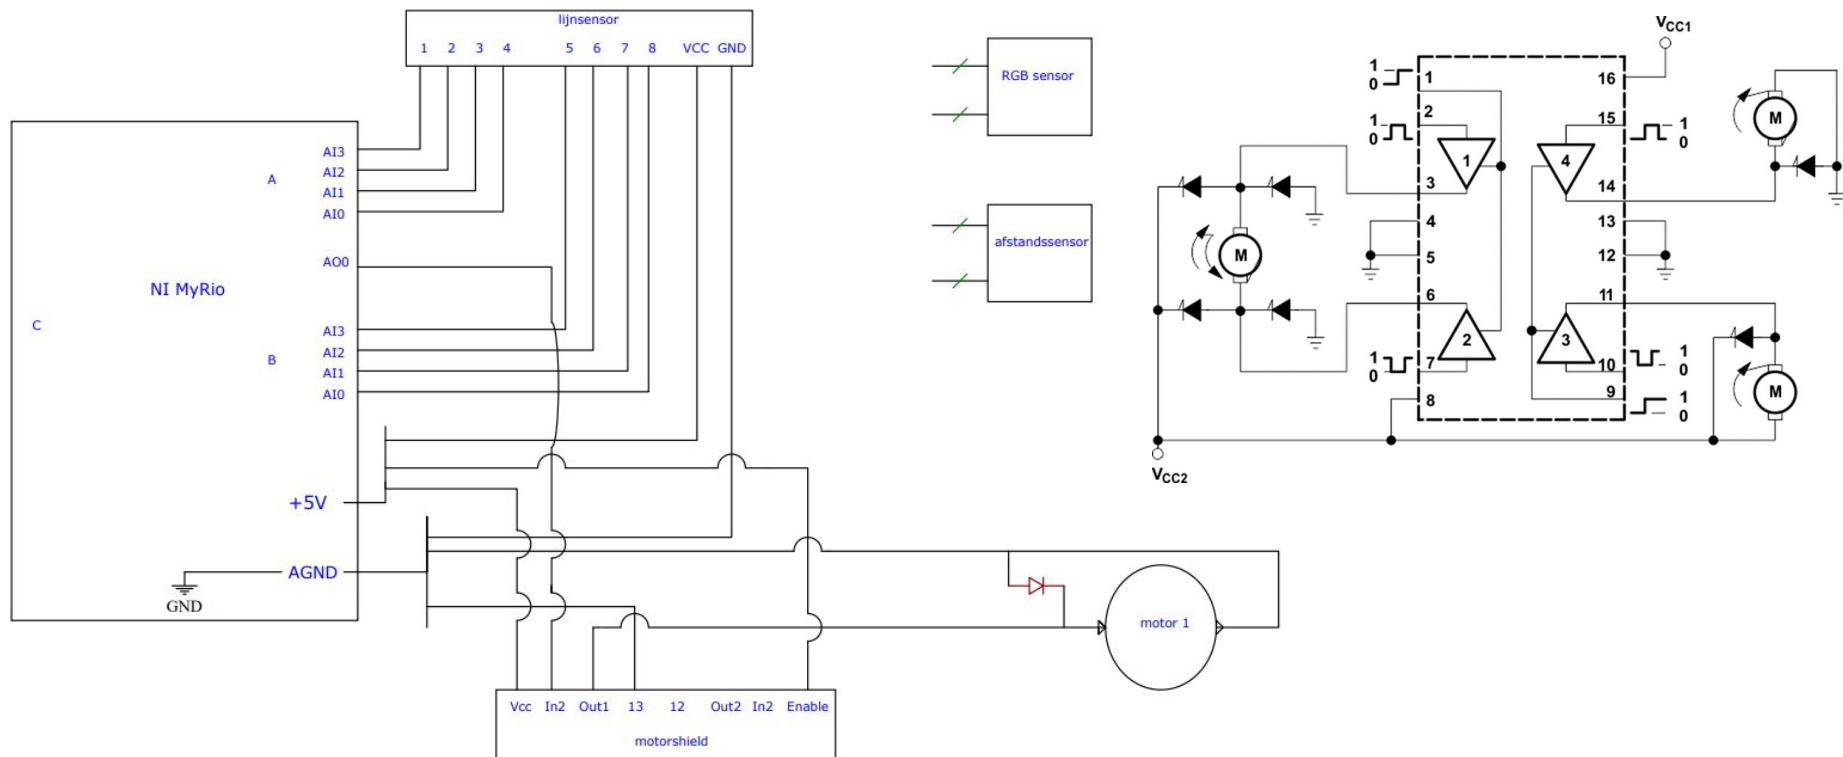 lijnsensor
1 2 3 4 5 6 7 8 VCC GND
NI MyRio
A
B
C
AI3
AI2
AI1
AI0
AO0
AI3
AI2
AI1
AI0
+5V
AGND
GND
RGB sensor
afstandssensor
motor 1
Vcc In2 Out1 13 12 Out2 In2 Enable
motorshield
VCC1
1
0
1
16
1
0
2
15
1
0
1
4
3
14
4
13
5
12
6
11
2
3
1
0
7
10
1
0
8
9
1
0
M
M
M
VCC2